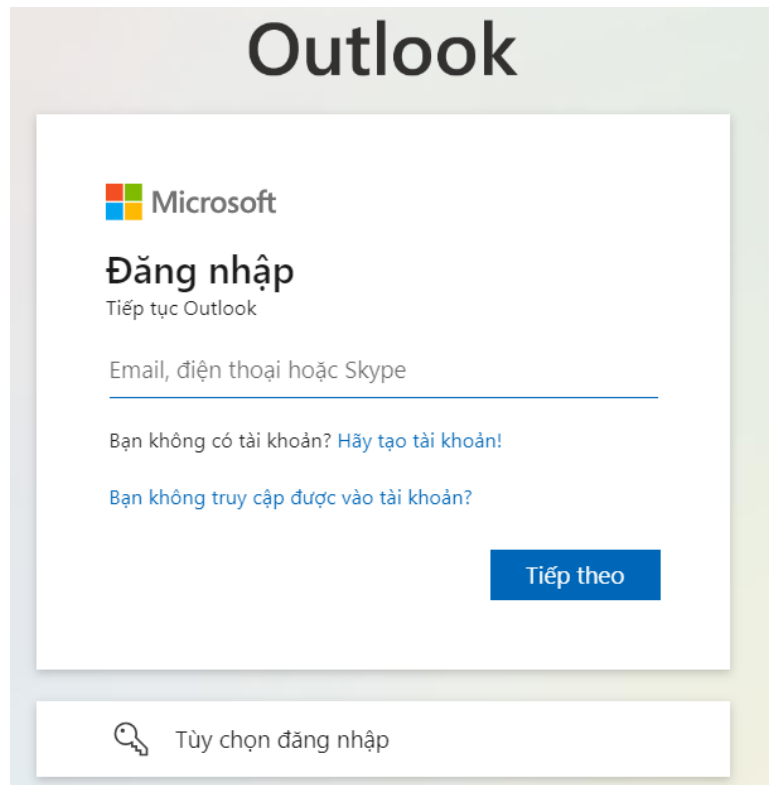 Outlook
Microsoft
Đăng nhập
Tiếp tục Outlook
Email, điện thoại hoặc Skype
Bạn không có tài khoản? Hãy tạo tài khoản!
Bạn không truy cập được vào tài khoản?
Tiếp theo
Tùy chọn đăng nhập